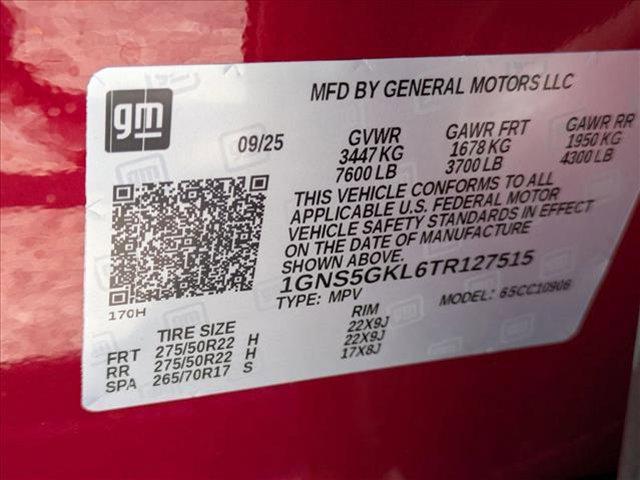 MFD BY GENERAL MOTORS LLC
gm
09/25
GVWR GAWR FRT GAWR RR
3447 KG 1678 KG 1950 KG
7600 LB 3700 LB 4300 LB
THIS VEHICLE CONFORMS TO ALL
APPLICABLE U.S. FEDERAL MOTOR
VEHICLE SAFETY STANDARDS IN EFFECT
ON THE DATE OF MANUFACTURE
SHOWN ABOVE.
1GNS5GKL6TR127515
TYPE: MPV MODEL: 65CC10906
170H
TIRE SIZE RIM
FRT 275/50R22 H 22X9J
RR 275/50R22 H 22X9J
SPA 265/70R17 S 17X8J